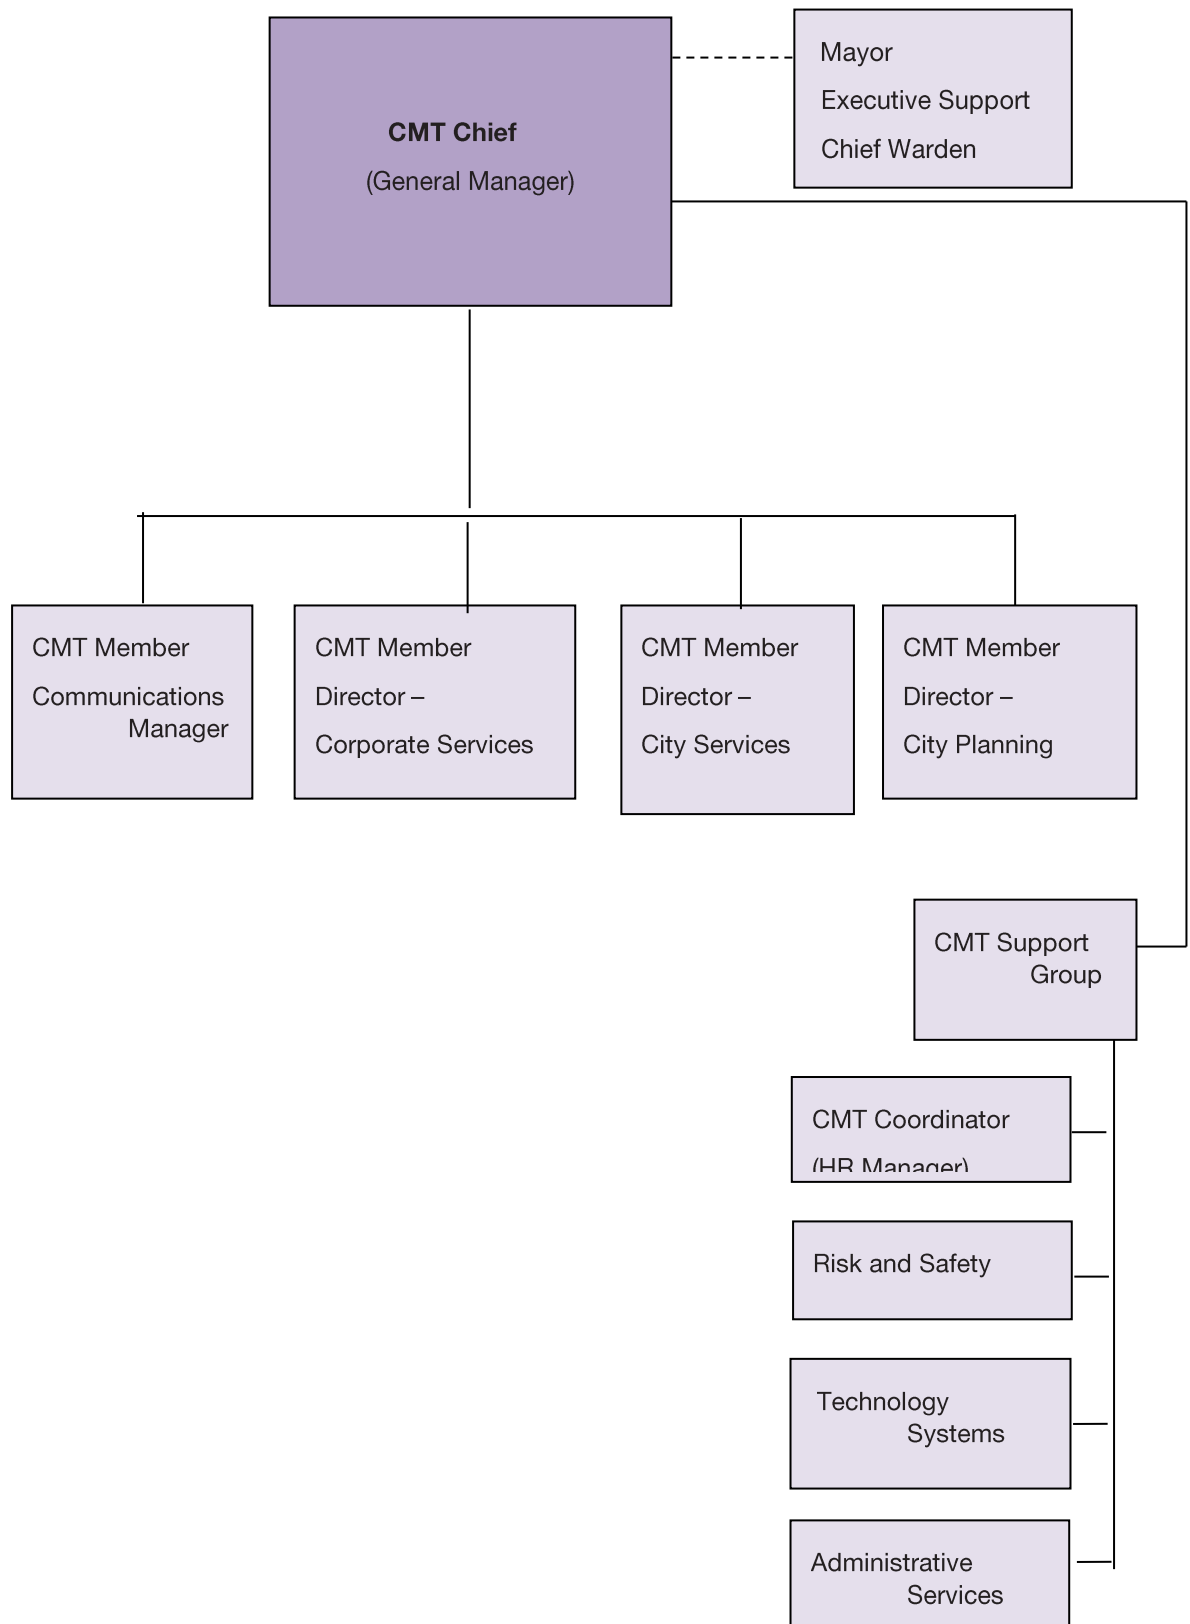 CMT Chief
(General Manager)
Mayor
Executive Support
Chief Warden
CMT Member
Communications
Manager
CMT Member
Director –
Corporate Services
CMT Member
Director –
City Services
CMT Member
Director –
City Planning
CMT Support
Group
CMT Coordinator
(HR Manager)
Risk and Safety
Technology
Systems
Administrative
Services